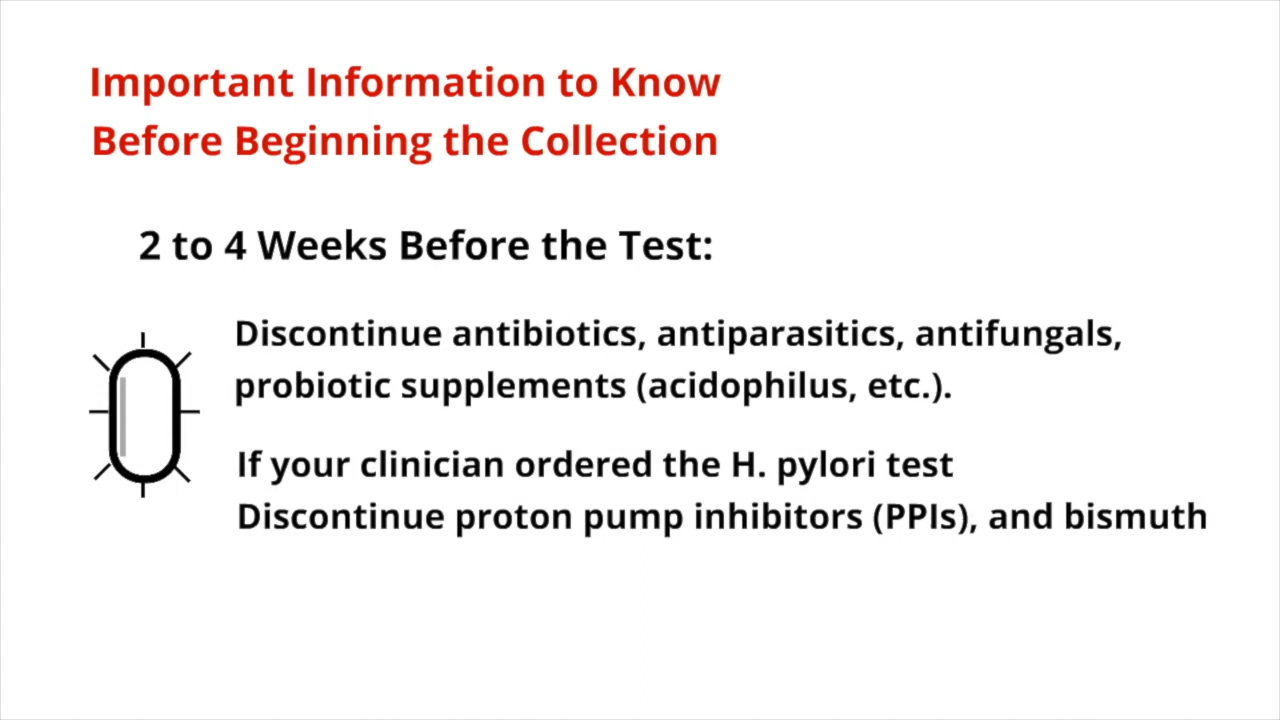 Important Information to Know
Before Beginning the Collection
2 to 4 Weeks Before the Test:
Discontinue antibiotics, antiparasitics, antifungals,
probiotic supplements (acidophilus, etc.).
If your clinician ordered the H. pylori test
Discontinue proton pump inhibitors (PPIs), and bismuth